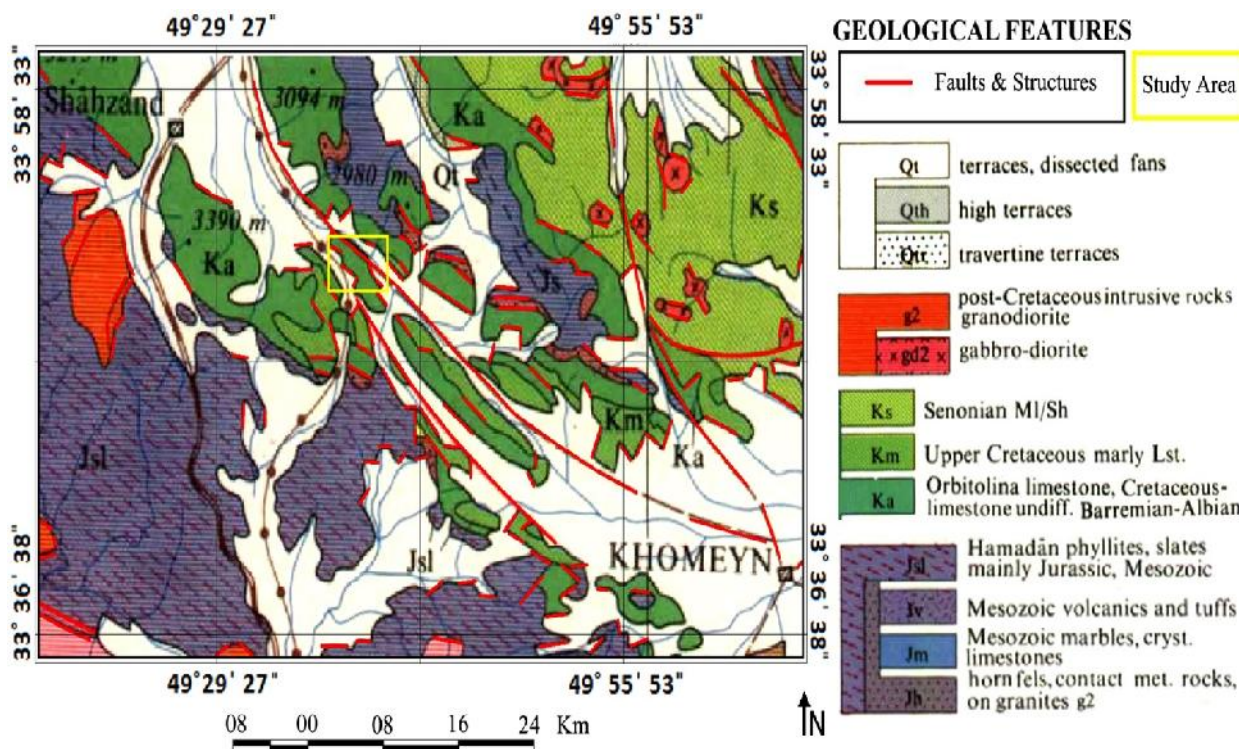 49° 29' 27"
49° 55' 53"
33° 58' 33"
33° 58' 33"
3094 m
Shāhzand
Ka
2980 m
Qt
3390 m
Ka
Ks
Js
Km
Ka
Jsl
Jsl
KHOMEYN
33° 36' 38"
33° 36' 38"
49° 29' 27"
49° 55' 53"
08 00 08 16 24 Km
N
GEOLOGICAL FEATURES
Faults & Structures
Study Area
Qt terraces, dissected fans
Qth high terraces
Qtr travertine terraces
post-Cretaceous intrusive rocks
g2 granodiorite
gd2 x gabbro-diorite
Ks Senonian Ml/Sh
Km Upper Cretaceous marly Lst.
Ka Orbitolina limestone, Cretaceous-
limestone undiff. Barremian-Albian
Hamadān phyllites, slates
Jsl mainly Jurassic, Mesozoic
Mesozoic volcanics and tuffs
Mesozoic marbles, cryst.
Jm limestones
hornfels, contact met. rocks,
Jh on granites g2